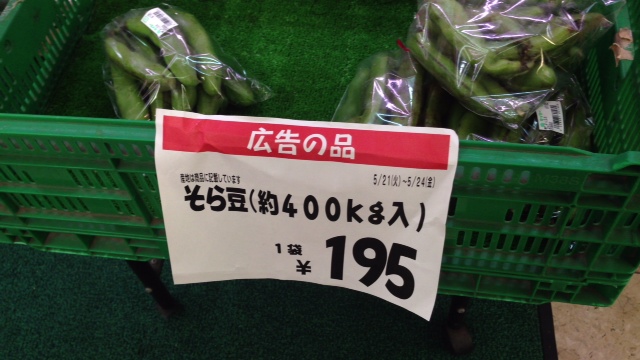 広告の品
産地は商品に記載しています
5/21(火)～5/24(金)
そら豆(約400kg入)
1袋
￥195